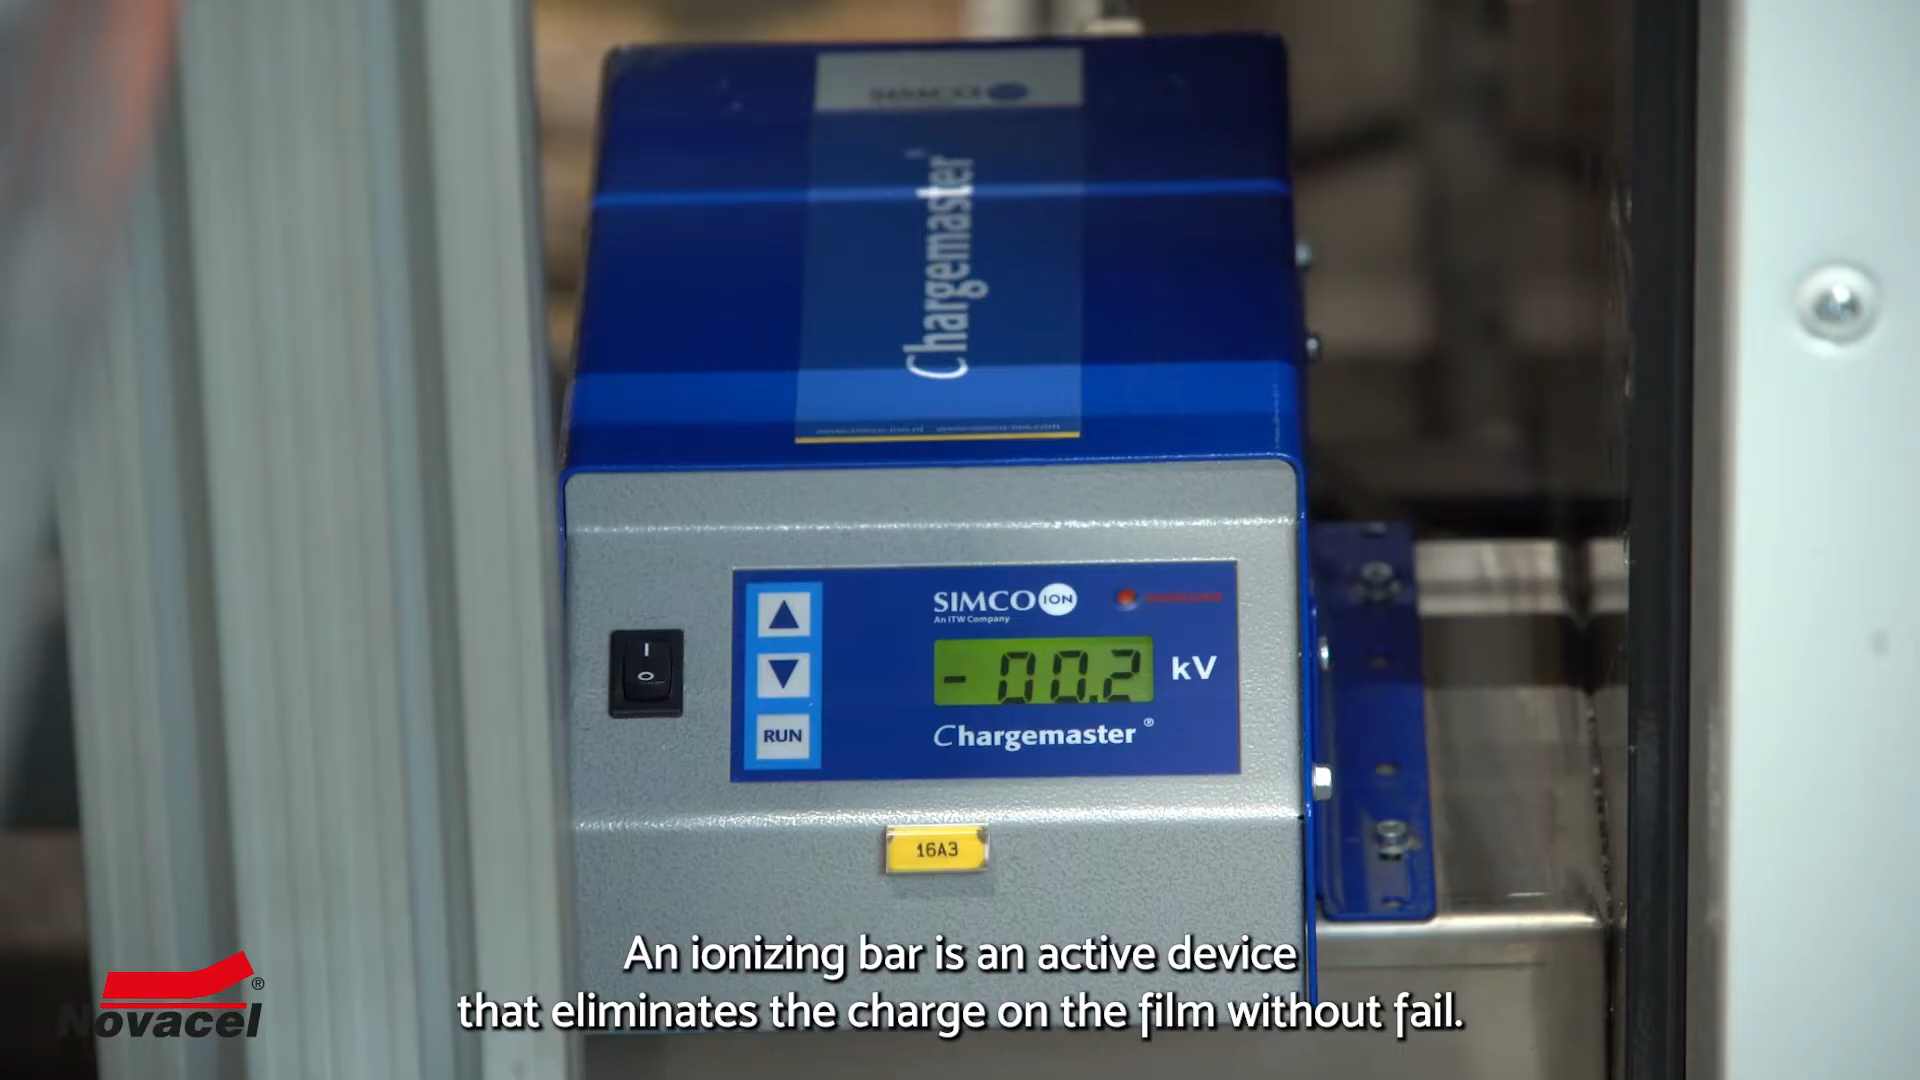 SIMCO
Chargemaster
SIMCO ION
An ITW Company
- 00.2 kV
RUN
Chargemaster ®
I
O
16A3
An ionizing bar is an active device
that eliminates the charge on the film without fail.
Novacel ®